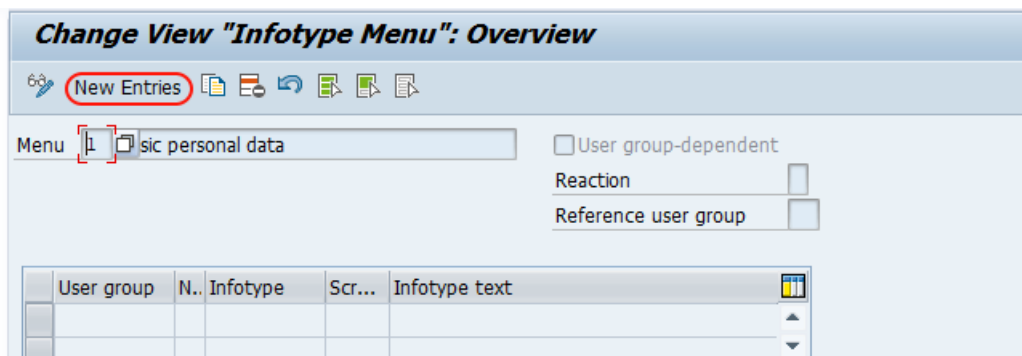 Change View "Infotype Menu": Overview
New Entries
Menu 1 sic personal data
User group-dependent
Reaction
Reference user group
User group N.. Infotype Scr... Infotype text